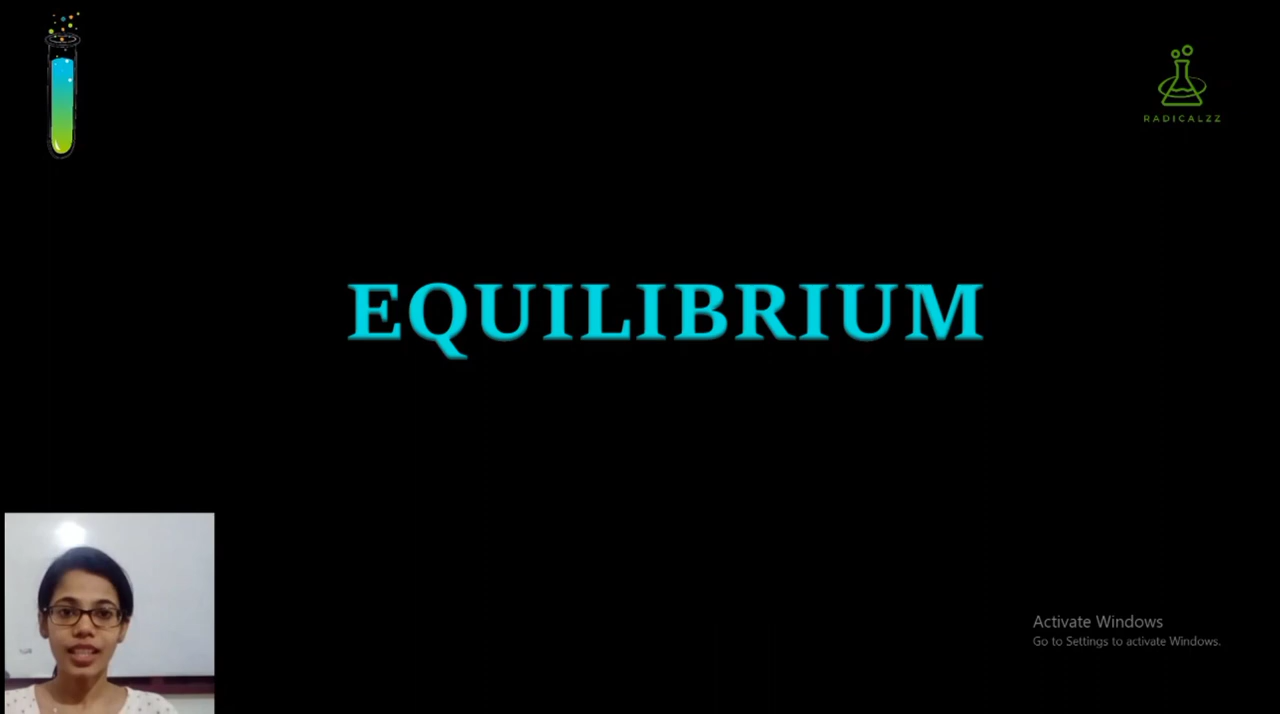 RADICALZZ
EQUILIBRIUM
Activate Windows
Go to Settings to activate Windows.